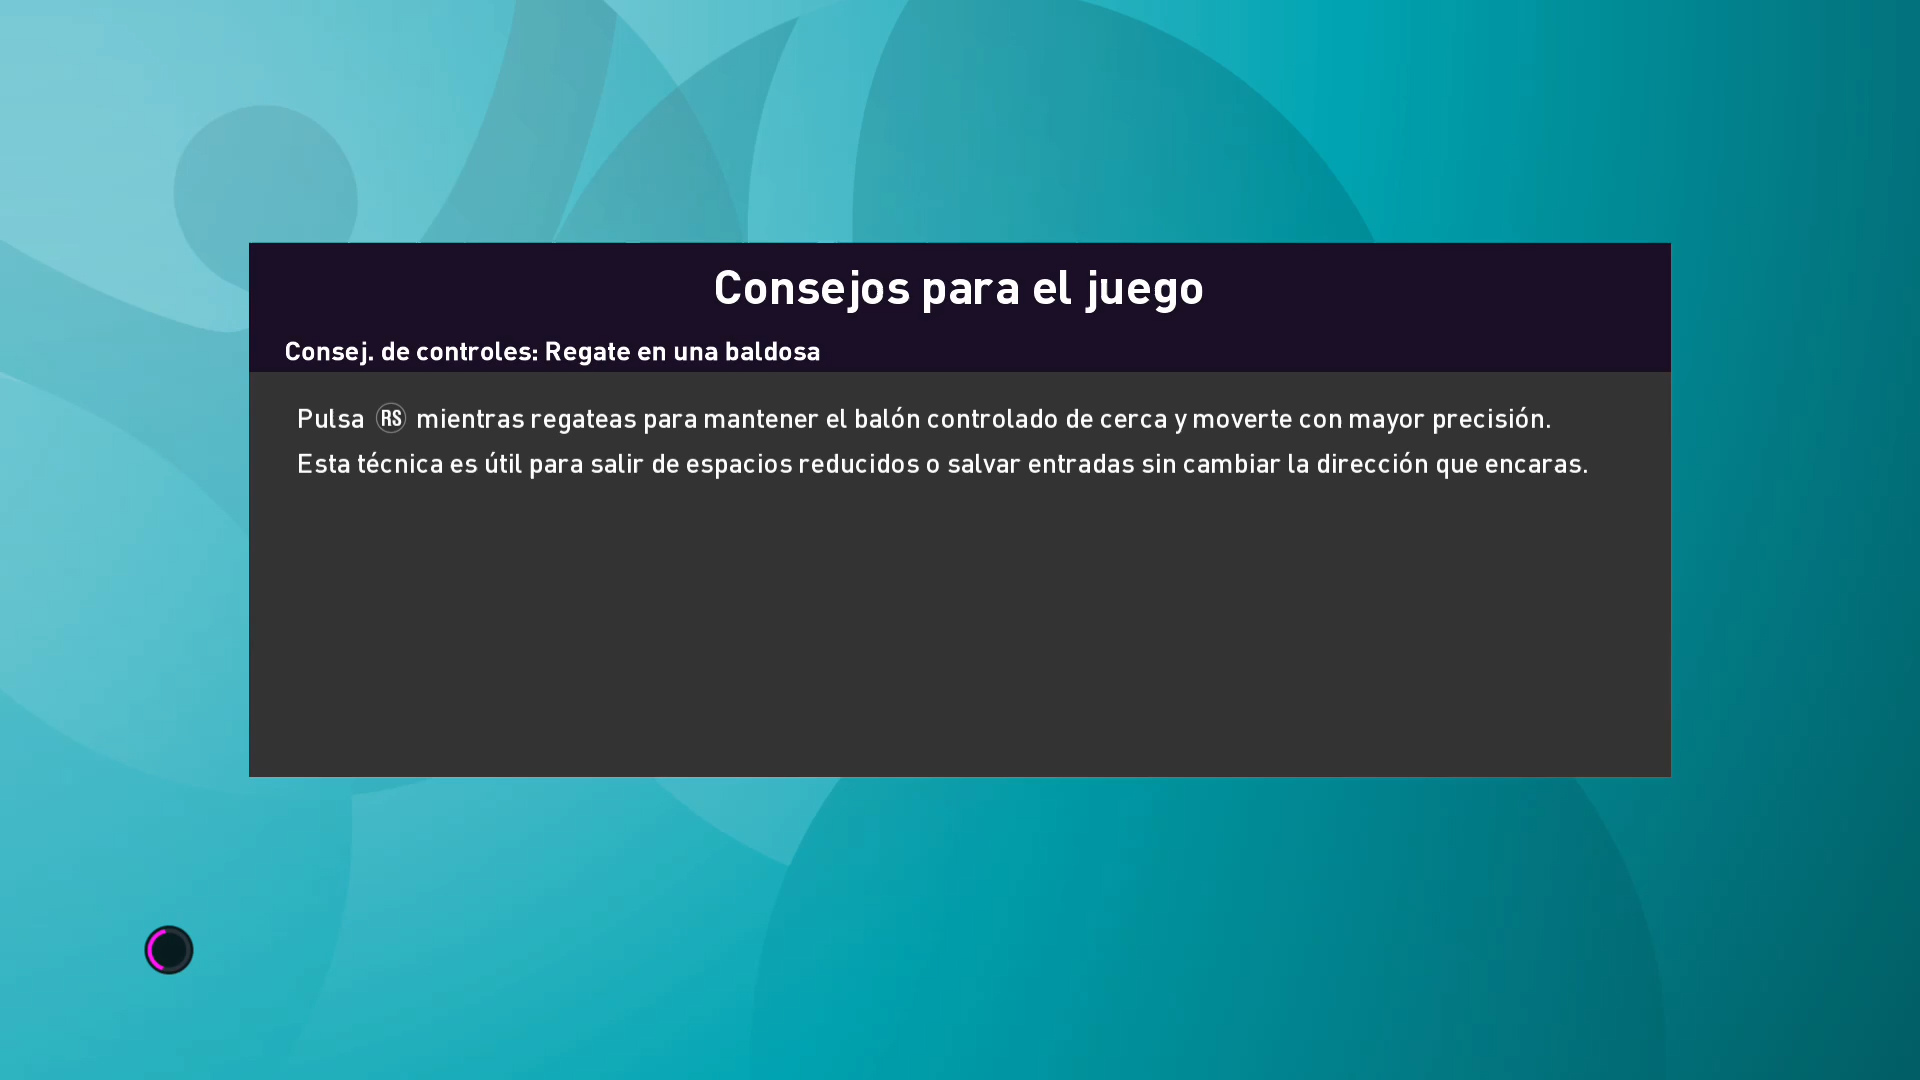 Consejos para el juego
Consej. de controles: Regate en una baldosa
Pulsa RS mientras regateas para mantener el balón controlado de cerca y moverte con mayor precisión.
Esta técnica es útil para salir de espacios reducidos o salvar entradas sin cambiar la dirección que encaras.